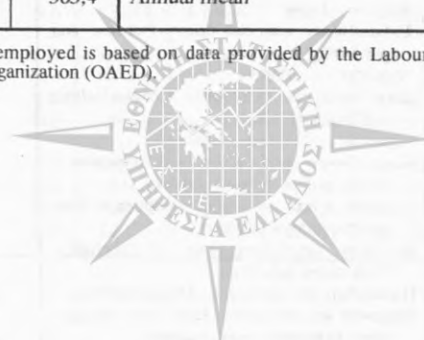 Annual mean
employed is based on data provided by the Labour
ganization (OAED).
ΕΘΝΙΚΗ ΣΤΑΤΙΣΤΙΚΗ
ΥΠΗΡΕΣΙΑ ΕΛΛΑΔΟΣ
Ε.Σ.Υ.Ε.